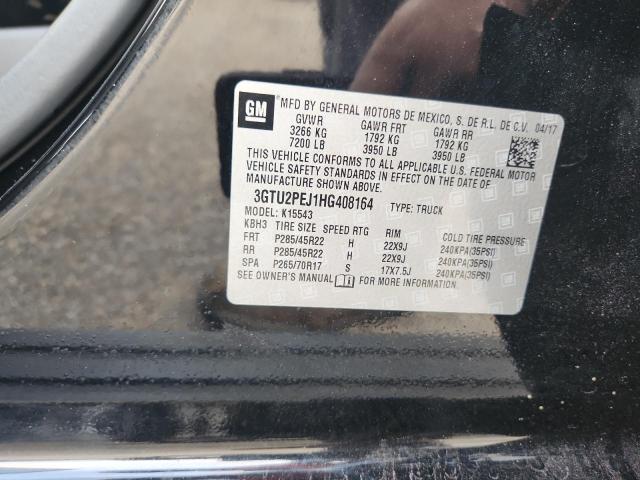 GM
MFD BY GENERAL MOTORS DE MEXICO, S. DE R.L. DE C.V. 04/17
GVWR GAWR FRT GAWR RR
3266 KG 1792 KG 1792 KG
7200 LB 3950 LB 3950 LB
THIS VEHICLE CONFORMS TO ALL APPLICABLE U.S. FEDERAL MOTOR
VEHICLE SAFETY STANDARDS IN EFFECT ON THE DATE OF
MANUFACTURE SHOWN ABOVE.
3GTU2PEJ1HG408164 TYPE: TRUCK
MODEL: K15543
KBH3 TIRE SIZE SPEED RTG RIM COLD TIRE PRESSURE
FRT P285/45R22 H 22X9J 240KPA(35PSI)
RR P285/45R22 H 22X9J 240KPA(35PSI)
SPA P265/70R17 S 17X7.5J 240KPA(35PSI)
SEE OWNER'S MANUAL FOR MORE INFORMATION.